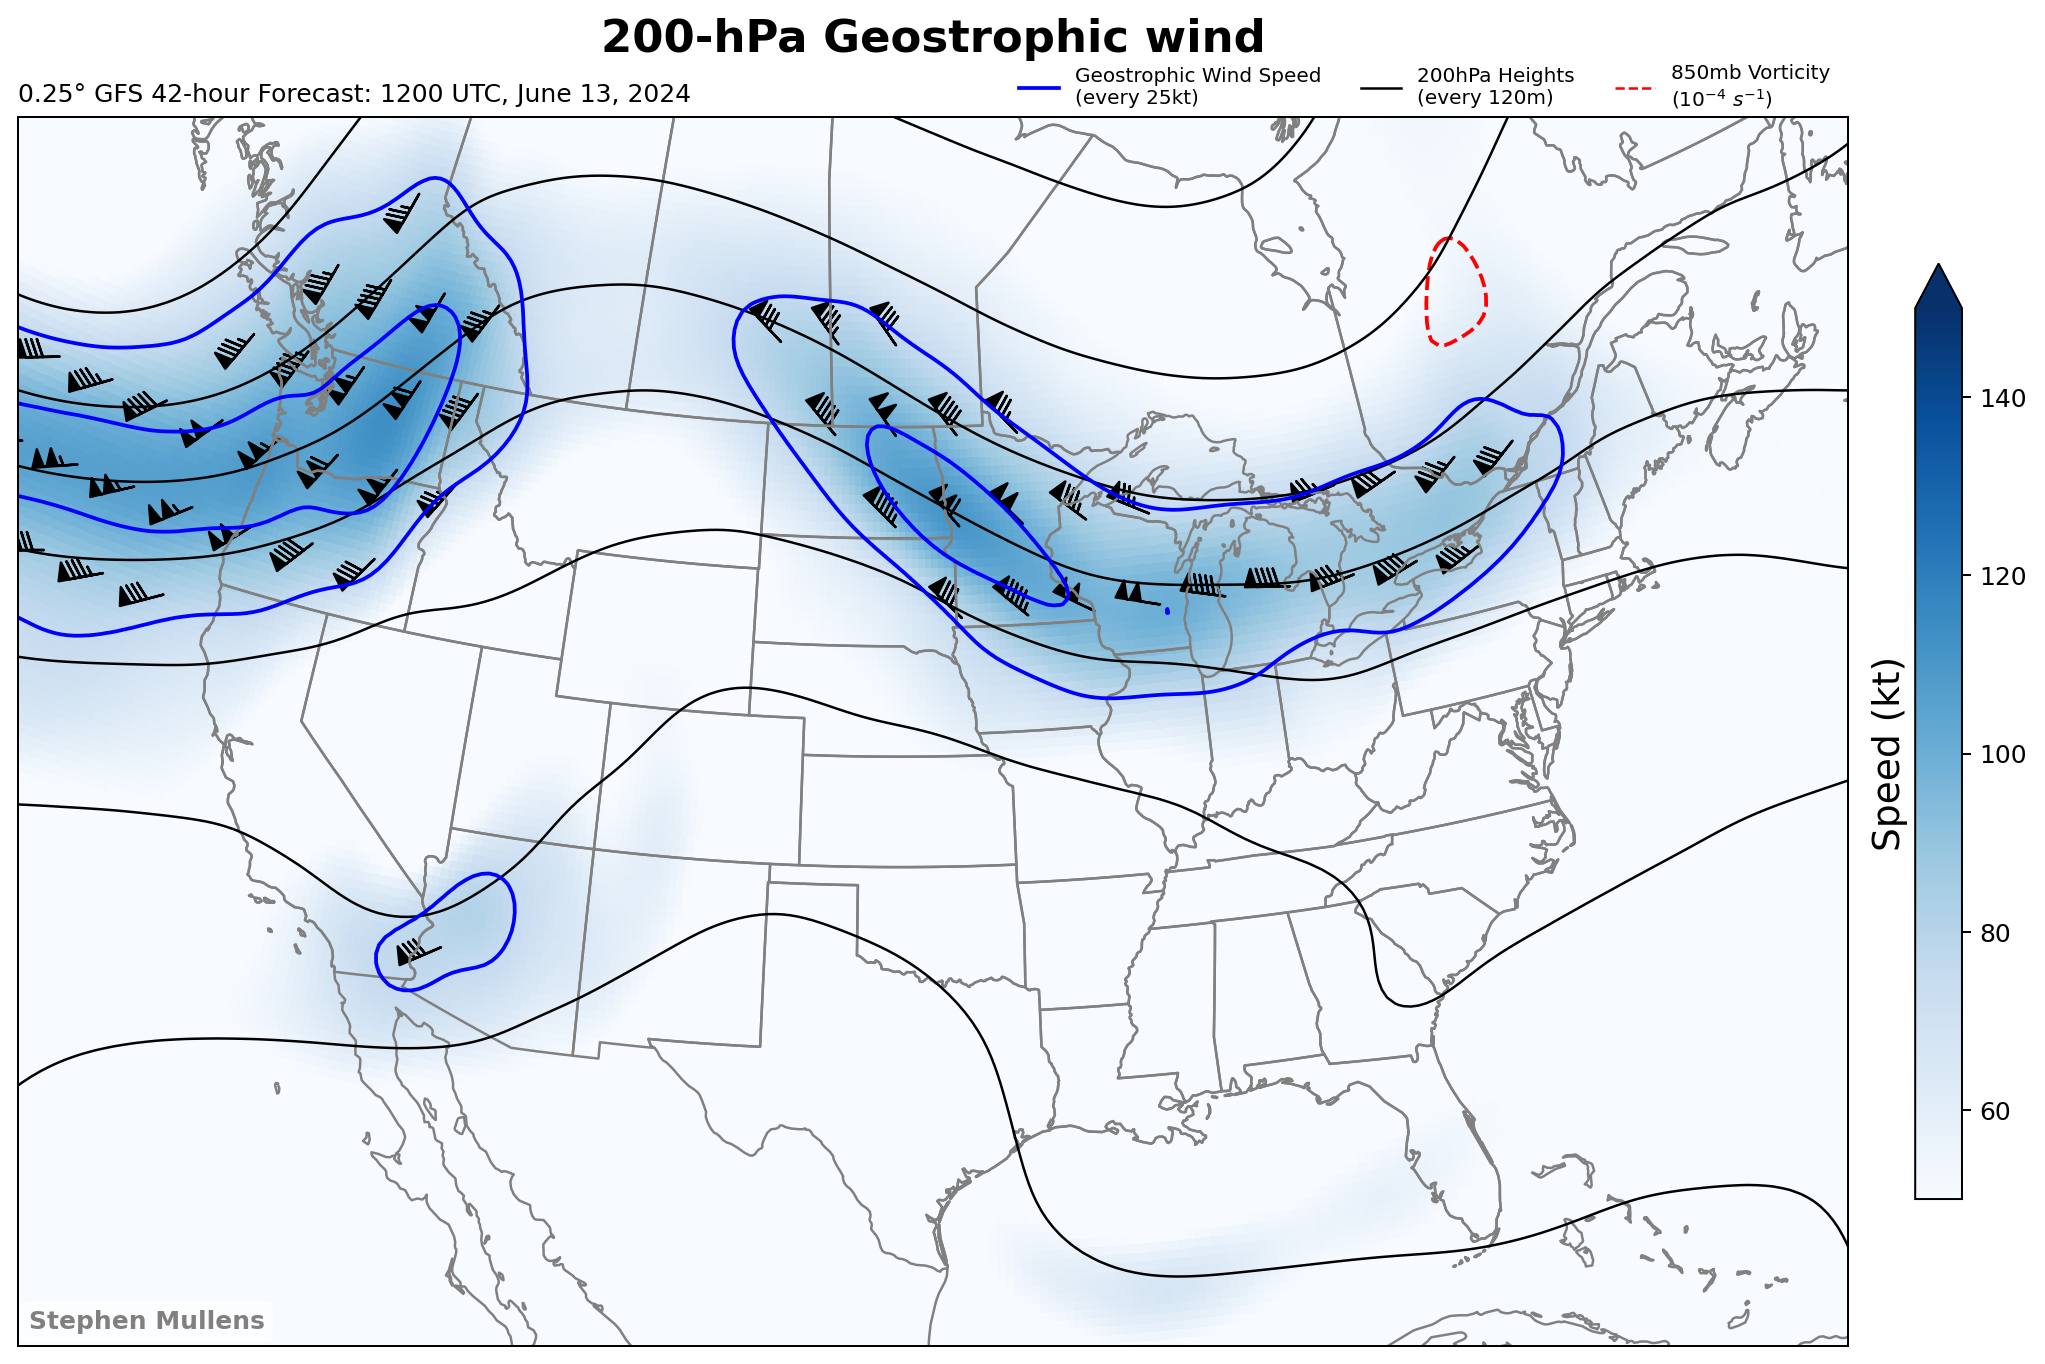 200-hPa Geostrophic wind
0.25° GFS 42-hour Forecast: 1200 UTC, June 13, 2024
Geostrophic Wind Speed
(every 25kt)
200hPa Heights
(every 120m)
850mb Vorticity
(10⁻⁴ s⁻¹)
140
120
100
80
60
Speed (kt)
Stephen Mullens